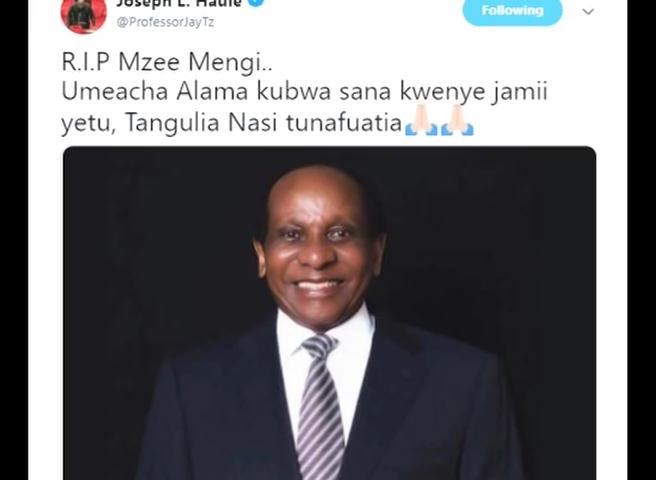 Joseph L. Haule
@ProfessorJayTz
Following
R.I.P Mzee Mengi..
Umeacha Alama kubwa sana kwenye jamii
yetu, Tangulia Nasi tunafuatia🙏🏻🙏🏻